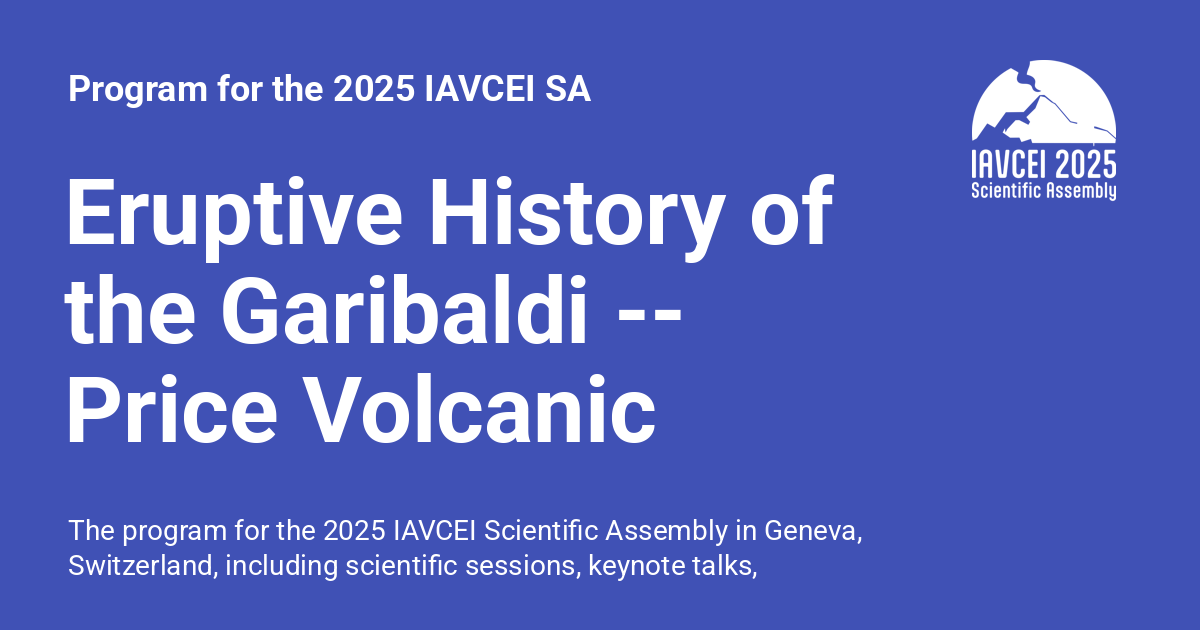 Program for the 2025 IAVCEI SA
IAVCEI 2025
Scientific Assembly
Eruptive History of
the Garibaldi --
Price Volcanic
The program for the 2025 IAVCEI Scientific Assembly in Geneva,
Switzerland, including scientific sessions, keynote talks,